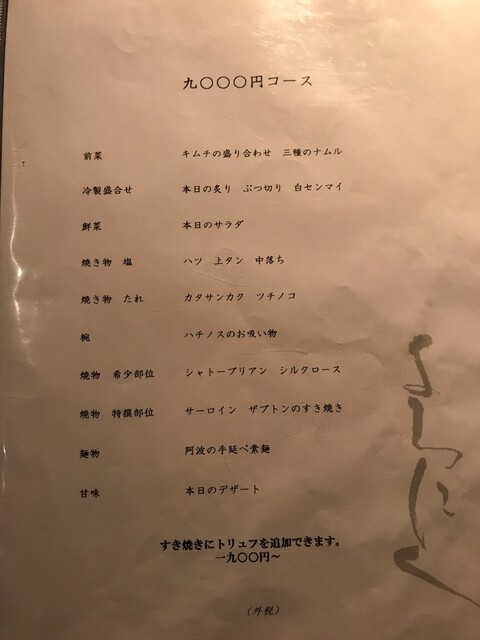 九〇〇〇円コース
前菜　キムチの盛り合わせ　三種のナムル
冷製盛合せ　本日の炙り　ぶつ切り　白センマイ
鮮菜　本日のサラダ
焼き物　塩　ハツ　上タン　中落ち
焼き物　たれ　カタサンカク　ツチノコ
椀　ハチノスのお吸い物
焼物　希少部位　シャトーブリアン　シルクロース
焼物　特撰部位　サーロイン　ザブトンのすき焼き
麺物　阿波の手延べ素麺
甘味　本日のデザート
すき焼きにトリュフを追加できます。
一九〇〇円～
（外税）
よろにく